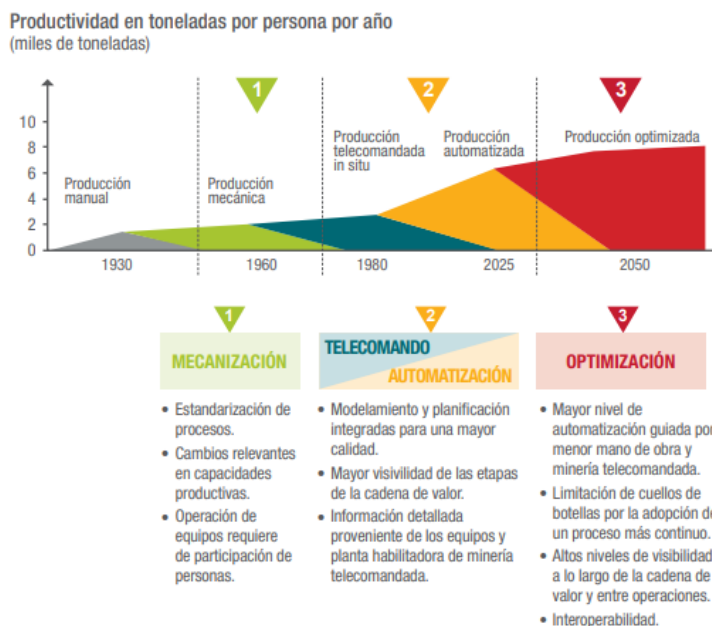 Productividad en toneladas por persona por año
(miles de toneladas)
1
2
3
10
8
6
4
2
0
Producción
manual
Producción
mecánica
Producción
telecomandada
in situ
Producción
automatizada
Producción optimizada
1930
1960
1980
2025
2050
1
MECANIZACIÓN
• Estandarización de
procesos.
• Cambios relevantes
en capacidades
productivas.
• Operación de
equipos requiere
de participación de
personas.
2
TELECOMANDO
AUTOMATIZACIÓN
• Modelamiento y planificación
integradas para una mayor
calidad.
• Mayor visivilidad de las etapas
de la cadena de valor.
• Información detallada
proveniente de los equipos y
planta habilitadora de minería
telecomandada.
3
OPTIMIZACIÓN
• Mayor nivel de
automatización guiada por
menor mano de obra y
minería telecomandada.
• Limitación de cuellos de
botellas por la adopción de
un proceso más continuo.
• Altos niveles de visibilidad
a lo largo de la cadena de
valor y entre operaciones.
• Interoperabilidad.